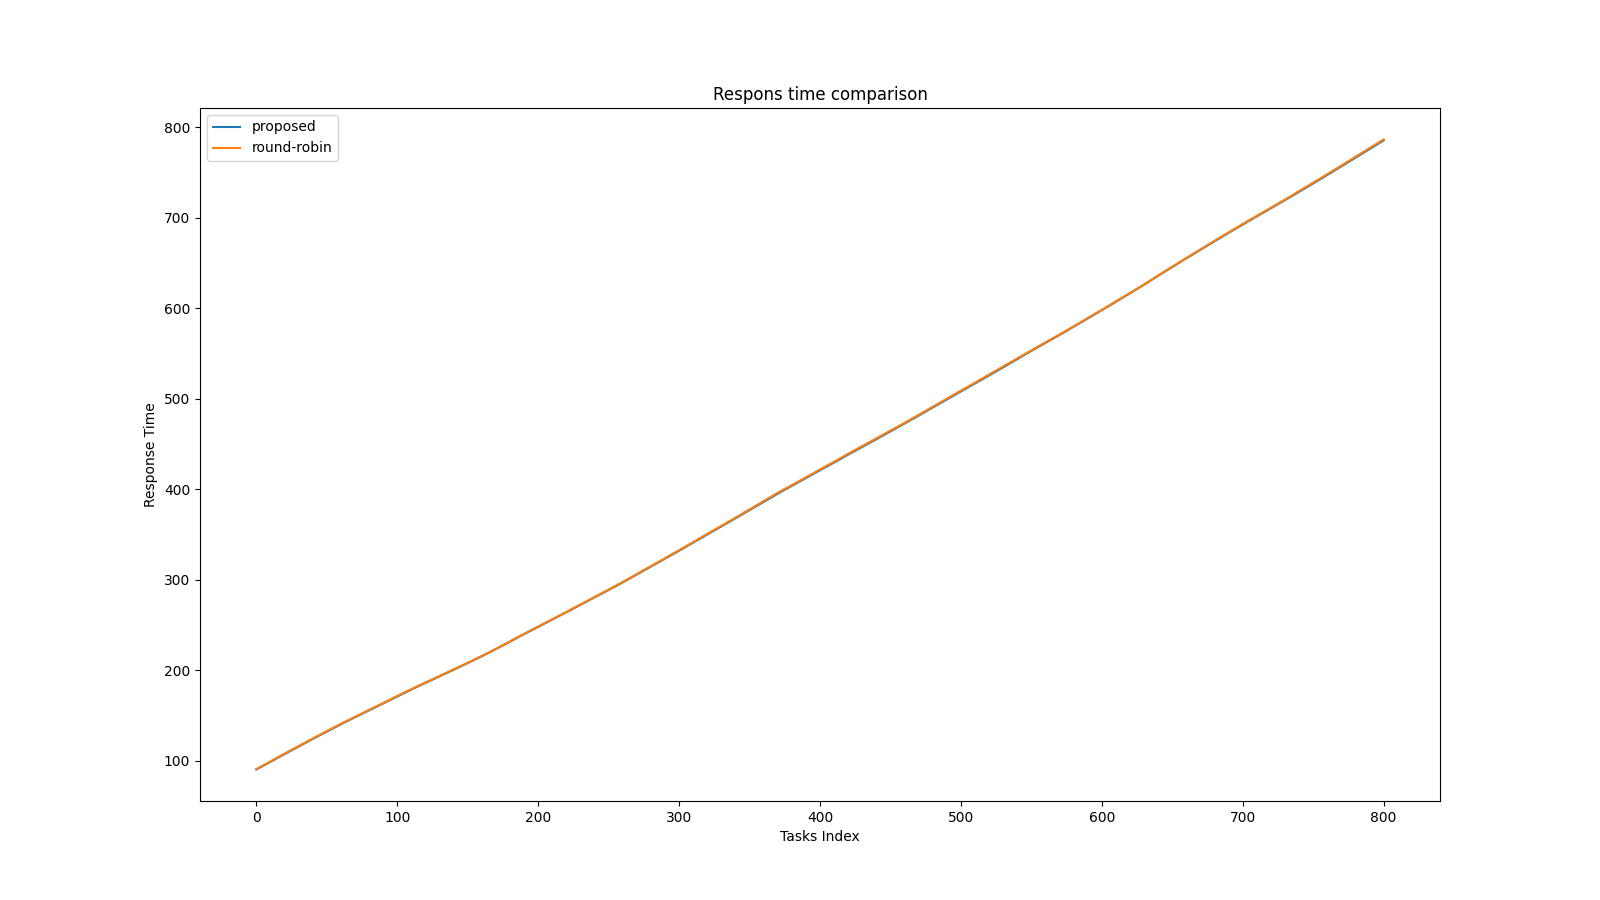 Respons time comparison
proposed
round-robin
800
700
600
500
400
300
200
100
Response Time
0 100 200 300 400 500 600 700 800
Tasks Index